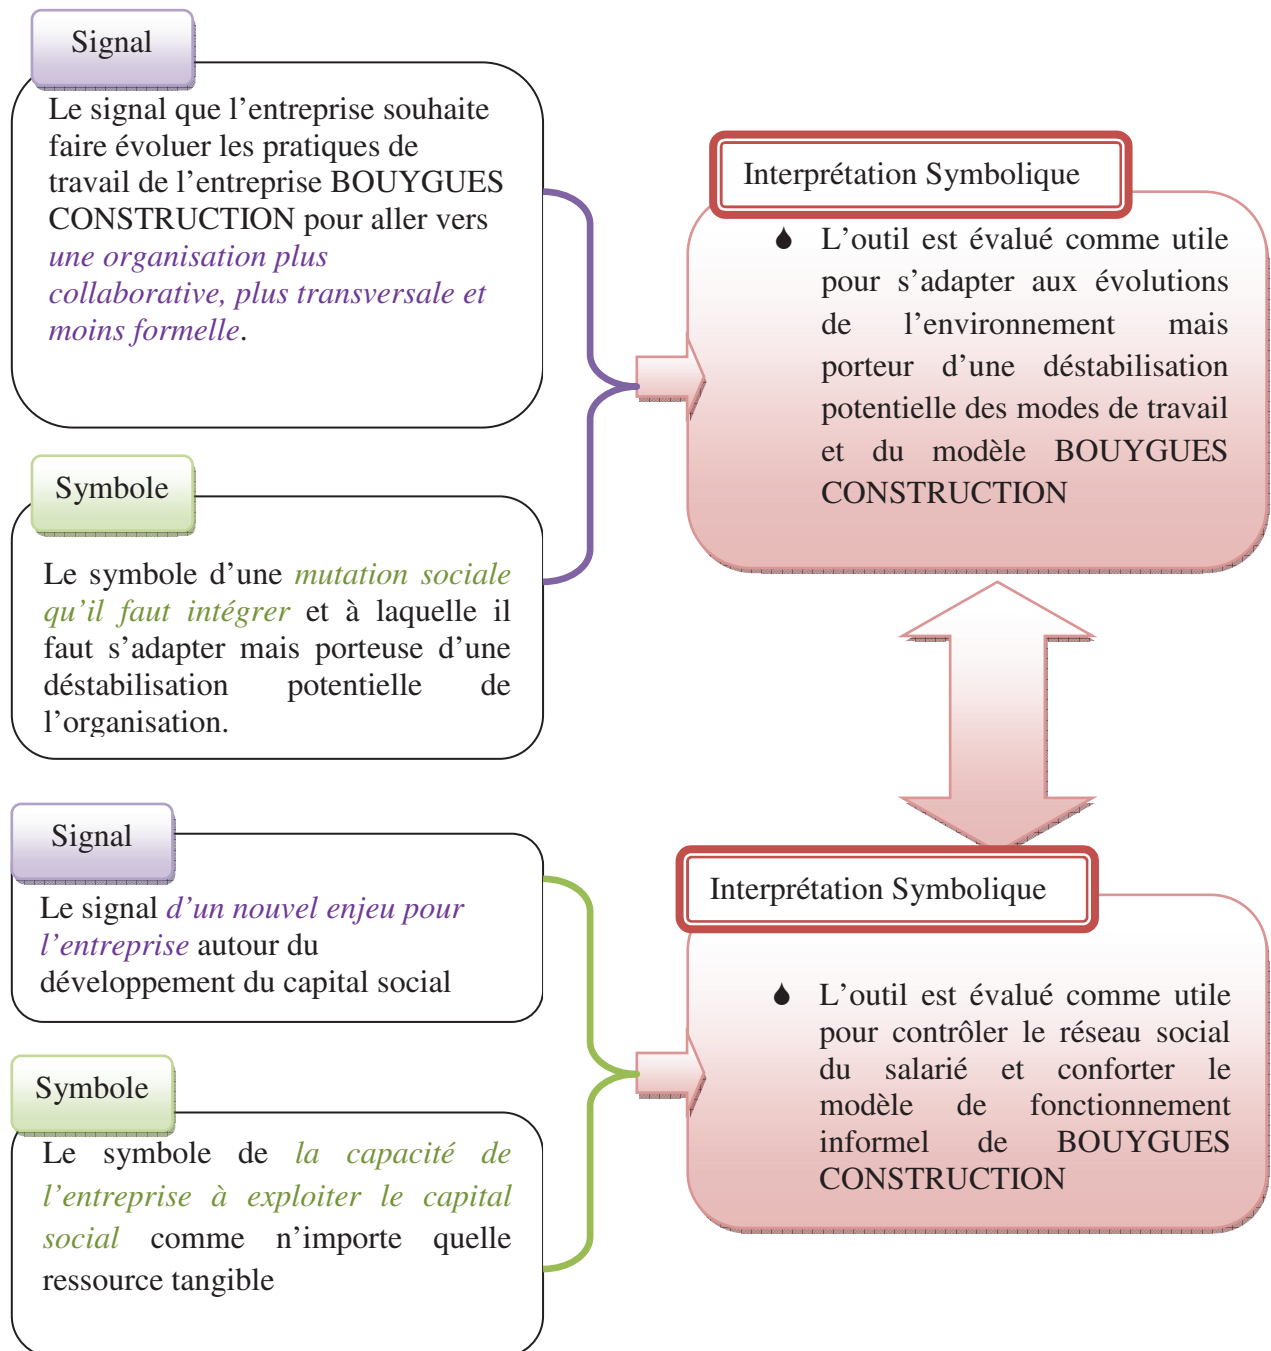 Signal
Le signal que l’entreprise souhaite
faire évoluer les pratiques de
travail de l’entreprise BOUYGUES
CONSTRUCTION pour aller vers
une organisation plus
collaborative, plus transversale et
moins formelle.
Symbole
Le symbole d’une mutation sociale
qu’il faut intégrer et à laquelle il
faut s’adapter mais porteuse d’une
déstabilisation potentielle de
l’organisation.
Interprétation Symbolique
L’outil est évalué comme utile
pour s’adapter aux évolutions
de l’environnement mais
porteur d’une déstabilisation
potentielle des modes de travail
et du modèle BOUYGUES
CONSTRUCTION
Signal
Le signal d’un nouvel enjeu pour
l’entreprise autour du
développement du capital social
Symbole
Le symbole de la capacité de
l’entreprise à exploiter le capital
social comme n’importe quelle
ressource tangible
Interprétation Symbolique
L’outil est évalué comme utile
pour contrôler le réseau social
du salarié et conforter le
modèle de fonctionnement
informel de BOUYGUES
CONSTRUCTION